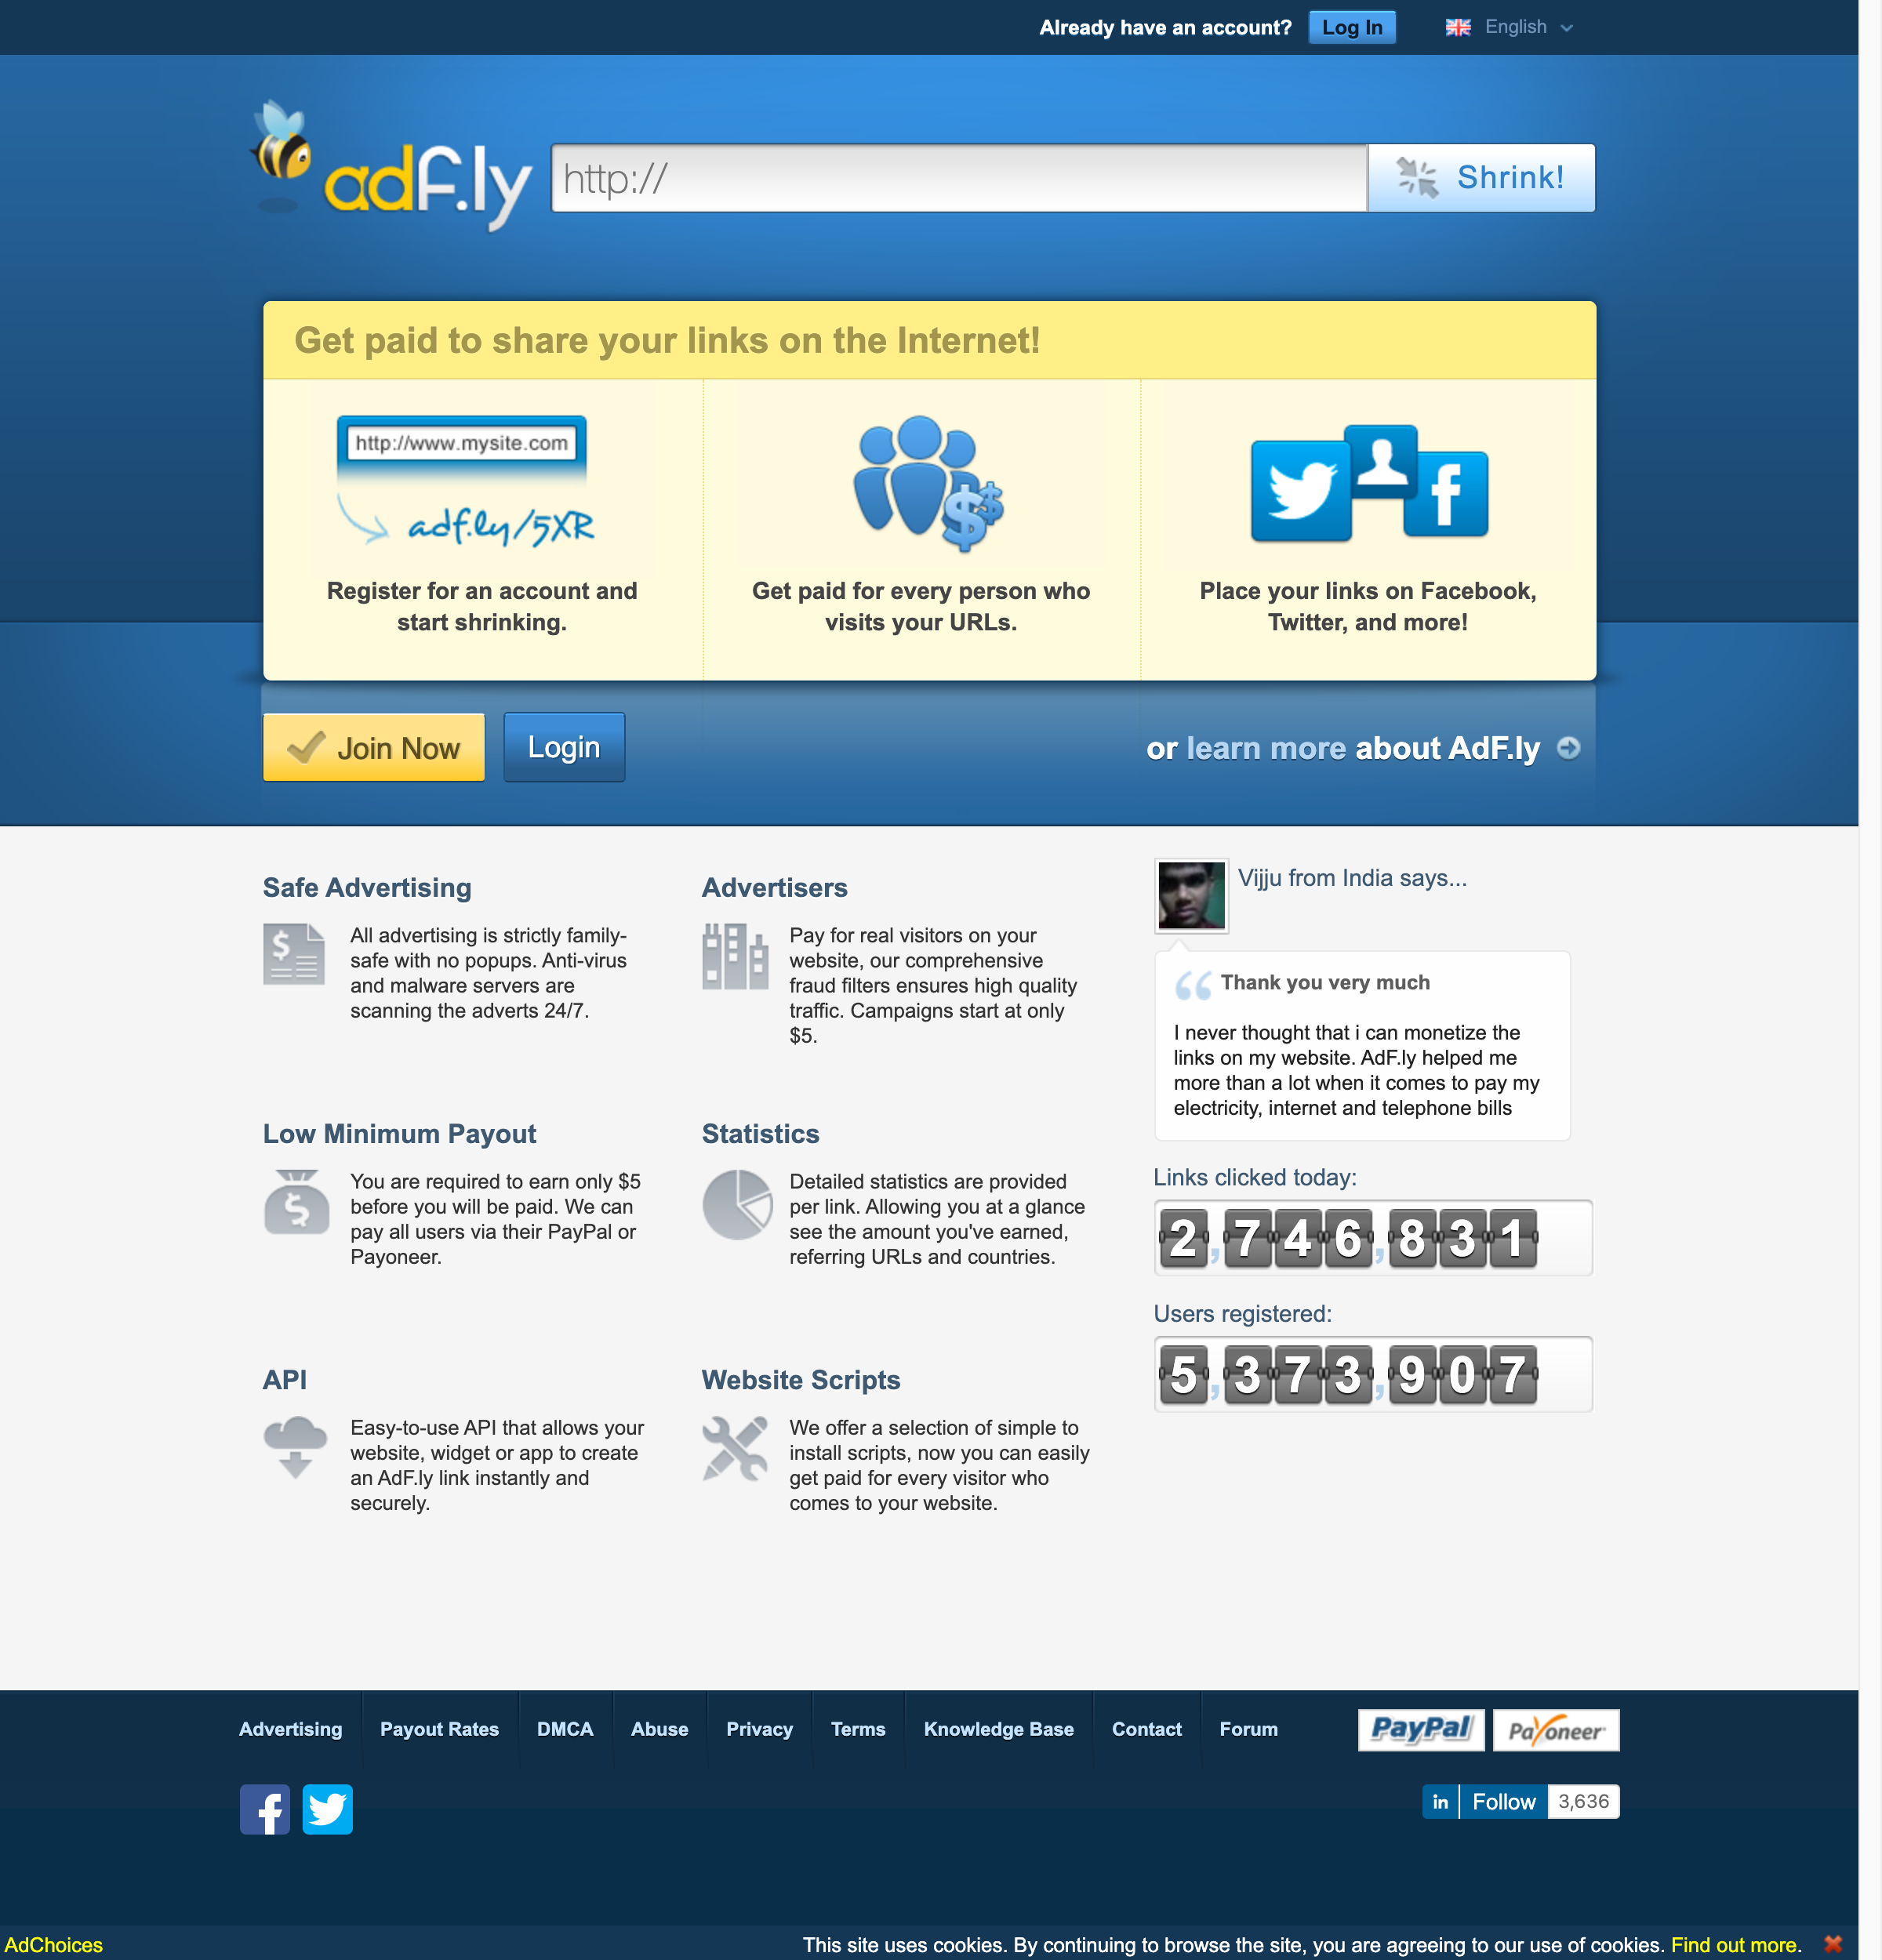 Already have an account?
Log In
English
adf.ly
http://
Shrink!
Get paid to share your links on the Internet!
http://www.mysite.com
adf.ly/5XR
Register for an account and
start shrinking.
Get paid for every person who
visits your URLs.
Place your links on Facebook,
Twitter, and more!
Join Now
Login
or learn more about AdF.ly
Safe Advertising
All advertising is strictly family-
safe with no popups. Anti-virus
and malware servers are
scanning the adverts 24/7.
Advertisers
Pay for real visitors on your
website, our comprehensive
fraud filters ensures high quality
traffic. Campaigns start at only
$5.
Low Minimum Payout
You are required to earn only $5
before you will be paid. We can
pay all users via their PayPal or
Payoneer.
Statistics
Detailed statistics are provided
per link. Allowing you at a glance
see the amount you've earned,
referring URLs and countries.
API
Easy-to-use API that allows your
website, widget or app to create
an AdF.ly link instantly and
securely.
Website Scripts
We offer a selection of simple to
install scripts, now you can easily
get paid for every visitor who
comes to your website.
Vijju from India says...
Thank you very much
I never thought that i can monetize the
links on my website. AdF.ly helped me
more than a lot when it comes to pay my
electricity, internet and telephone bills
Links clicked today:
2,746,831
Users registered:
5,373,907
Advertising
Payout Rates
DMCA
Abuse
Privacy
Terms
Knowledge Base
Contact
Forum
PayPal
Payoneer
in Follow 3,636
AdChoices
This site uses cookies. By continuing to browse the site, you are agreeing to our use of cookies. Find out more.